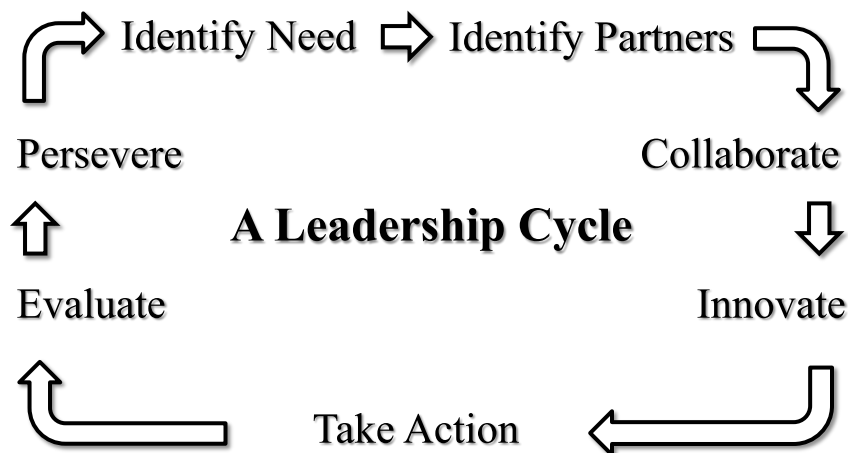 Identify Need
Identify Partners
Persevere
Collaborate
A Leadership Cycle
Evaluate
Innovate
Take Action